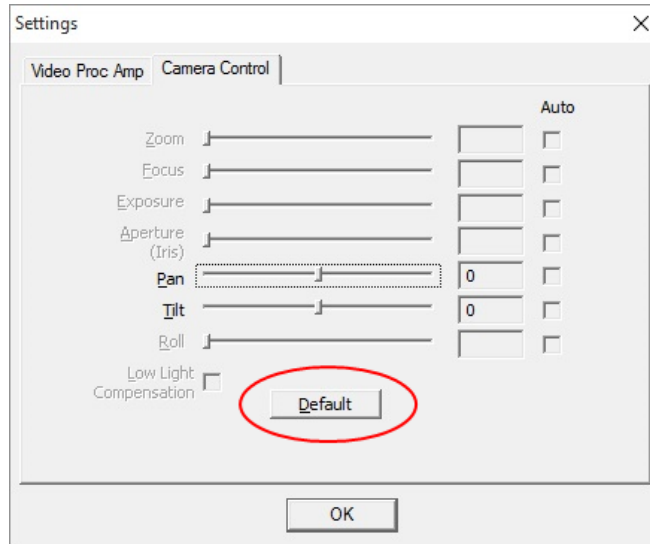 Settings
Video Proc Amp
Camera Control
Auto
Zoom
Focus
Exposure
Aperture
(Iris)
Pan
0
Tilt
0
Roll
Low Light
Compensation
Default
OK